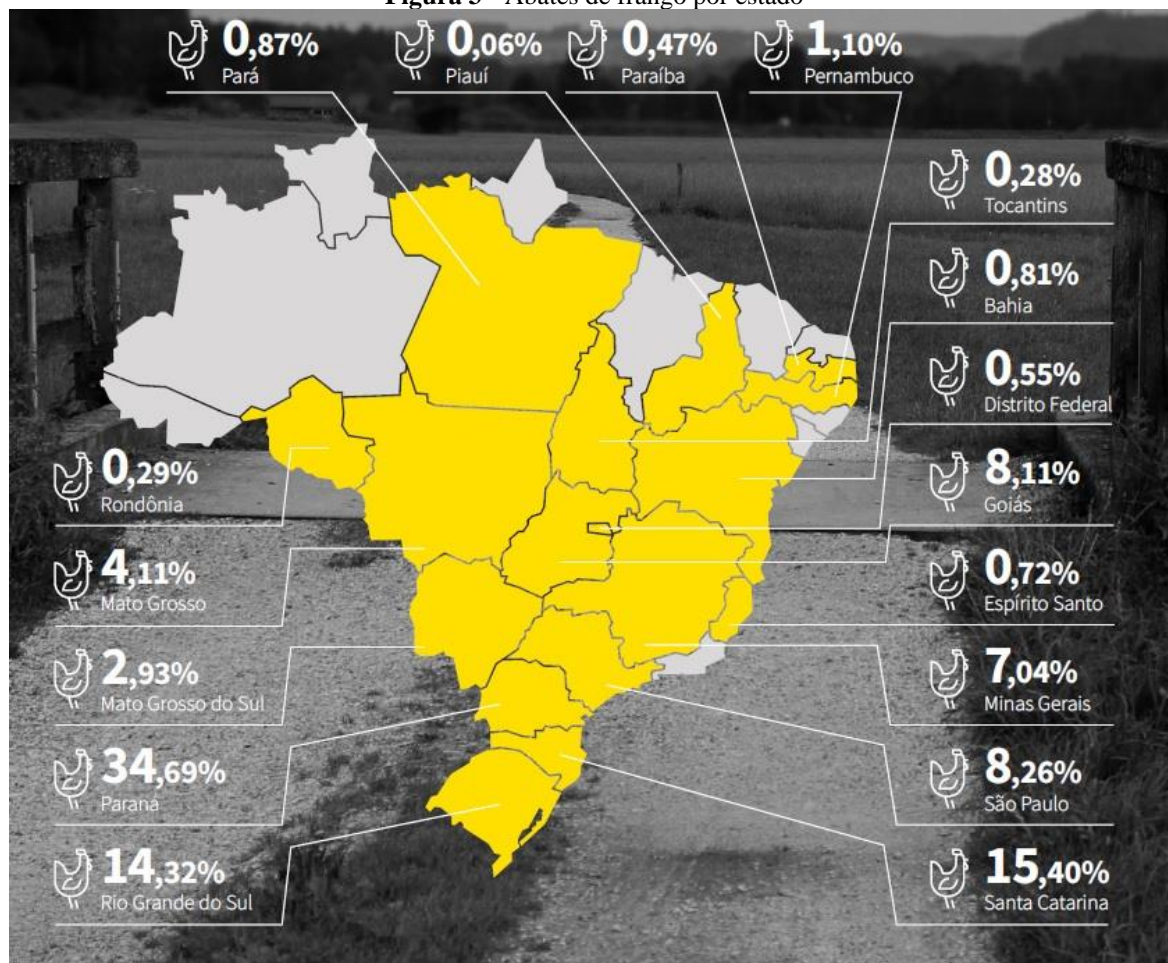 Figura 3 - Abates de frango por estado
0,87%
Pará
0,06%
Piauí
0,47%
Paraíba
1,10%
Pernambuco
0,28%
Tocantins
0,81%
Bahia
0,55%
Distrito Federal
8,11%
Goiás
0,72%
Espírito Santo
7,04%
Minas Gerais
8,26%
São Paulo
15,40%
Santa Catarina
0,29%
Rondônia
4,11%
Mato Grosso
2,93%
Mato Grosso do Sul
34,69%
Parana
14,32%
Rio Grande do Sul